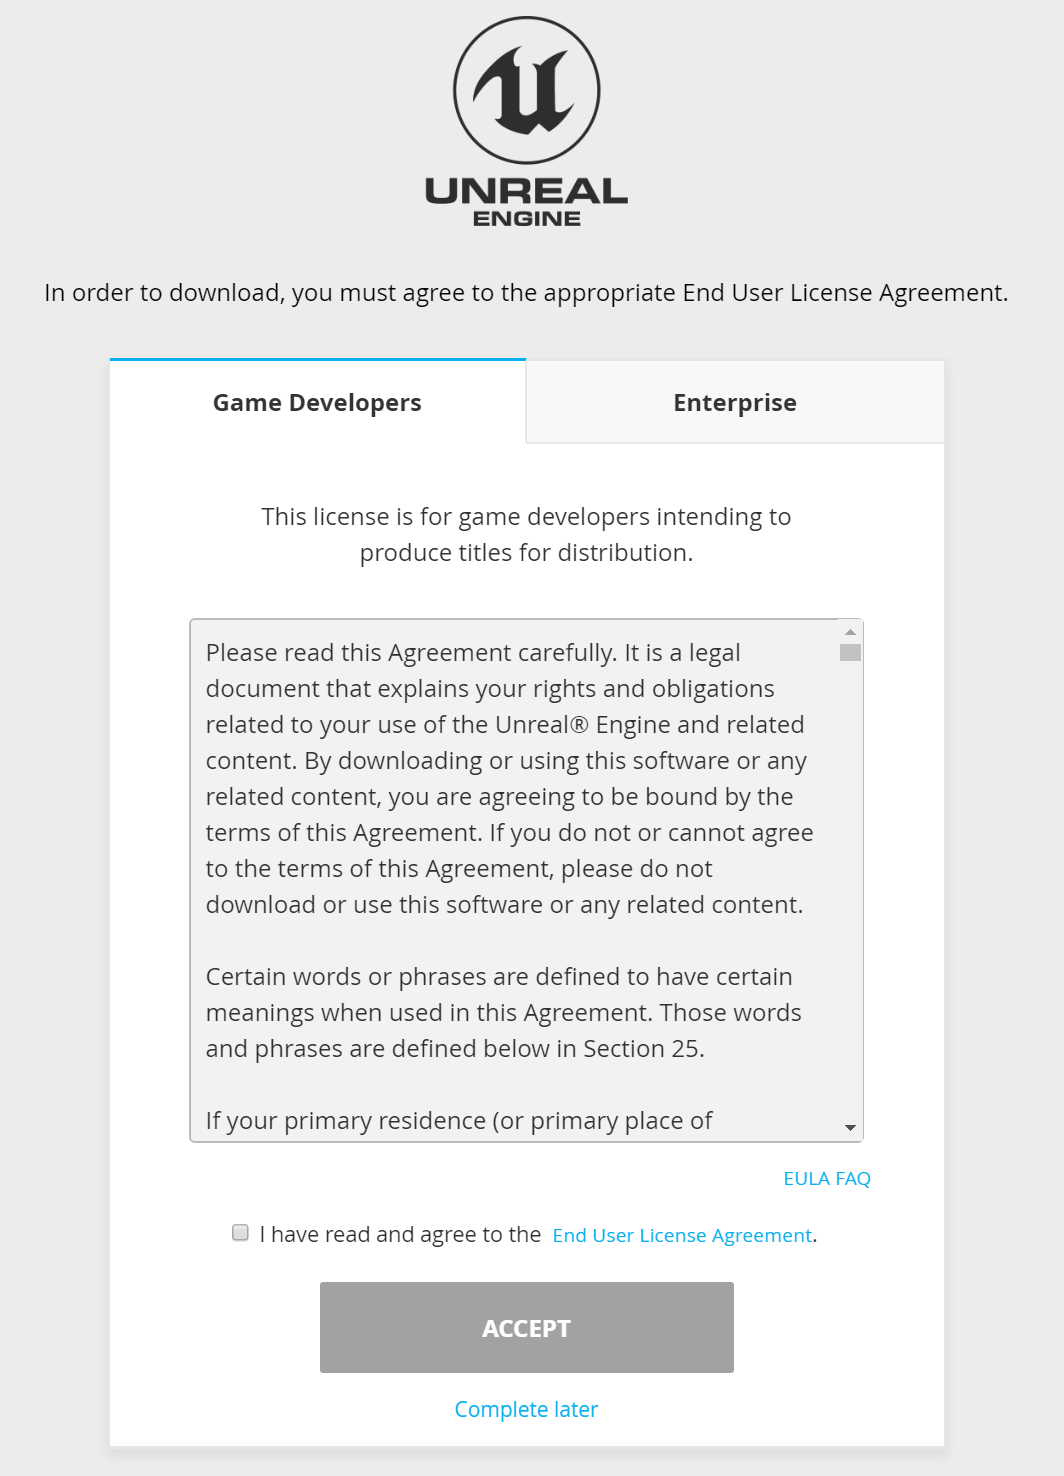 UNREAL
ENGINE
In order to download, you must agree to the appropriate End User License Agreement.
Game Developers
Enterprise
This license is for game developers intending to
produce titles for distribution.
Please read this Agreement carefully. It is a legal
document that explains your rights and obligations
related to your use of the Unreal® Engine and related
content. By downloading or using this software or any
related content, you are agreeing to be bound by the
terms of this Agreement. If you do not or cannot agree
to the terms of this Agreement, please do not
download or use this software or any related content.
Certain words or phrases are defined to have certain
meanings when used in this Agreement. Those words
and phrases are defined below in Section 25.
If your primary residence (or primary place of
EULA FAQ
I have read and agree to the End User License Agreement.
ACCEPT
Complete later